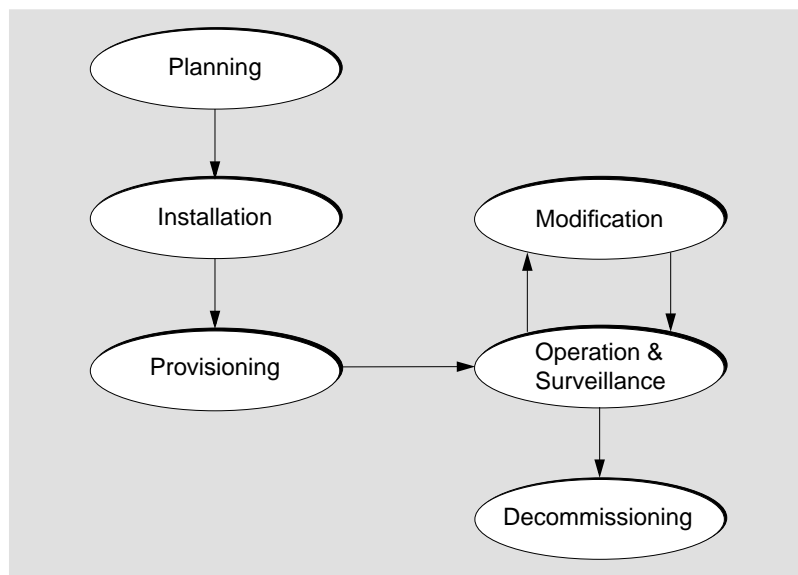 Planning
Installation
Modification
Provisioning
Operation &
Surveillance
Decommissioning